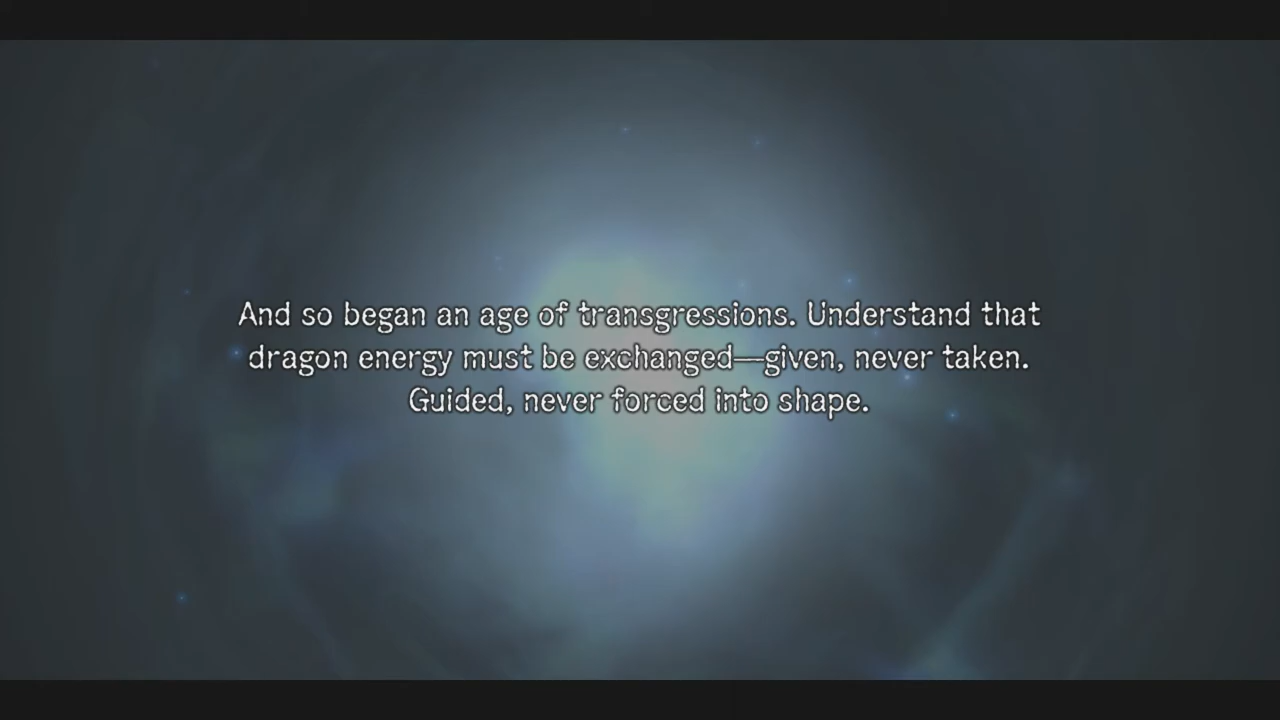 And so began an age of transgressions. Understand that
dragon energy must be exchanged—given, never taken.
Guided, never forced into shape.